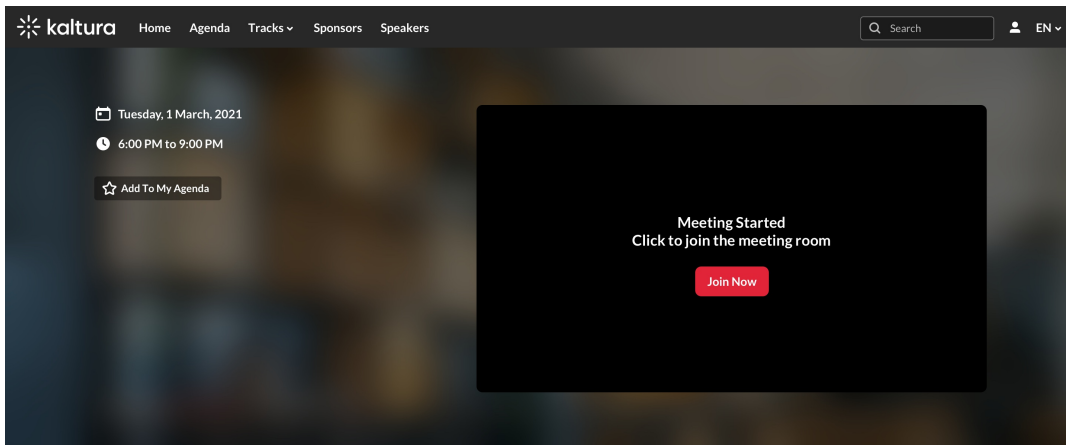 kaltura Home Agenda Tracks Sponsors Speakers Search EN
Tuesday, 1 March, 2021
6:00 PM to 9:00 PM
Add To My Agenda
Meeting Started
Click to join the meeting room
Join Now